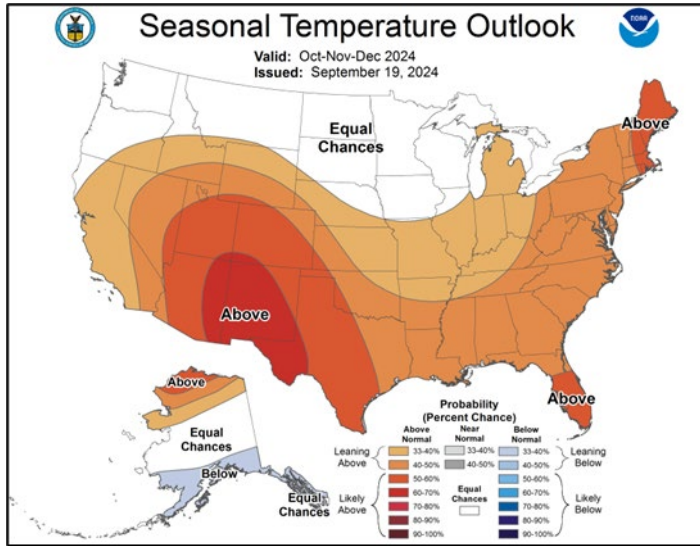 Seasonal Temperature Outlook
NOAA
Valid: Oct-Nov-Dec 2024
Issued: September 19, 2024
Equal
Chances
Above
Above
Above
Above
Equal
Chances
Below
Equal
Chances
Probability
(Percent Chance)
Above
Normal
Near
Normal
Below
Normal
Leaning
Above
33-40%
40-50%
33-40%
40-50%
33-40%
40-50%
Leaning
Below
Likely
Above
50-60%
60-70%
70-80%
80-90%
90-100%
Equal
Chances
50-60%
60-70%
70-80%
80-90%
90-100%
Likely
Below